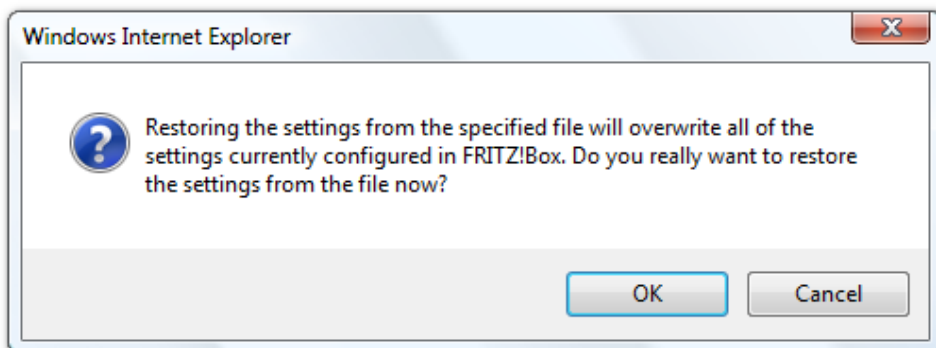 Windows Internet Explorer
Restoring the settings from the specified file will overwrite all of the
settings currently configured in FRITZ!Box. Do you really want to restore
the settings from the file now?
OK
Cancel